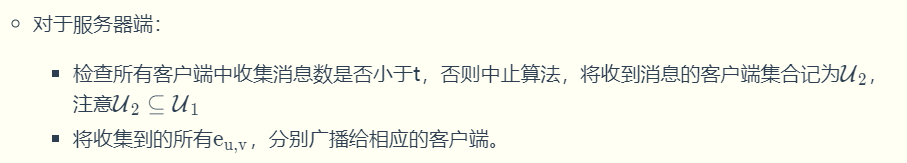 对于服务器端：
检查所有客户端中收集消息数是否小于t，否则中止算法，将收到消息的客户端集合记为𝒰₂，
注意𝒰₂ ⊆ 𝒰₁
将收集到的所有eᵤ,ᵥ，分别广播给相应的客户端。